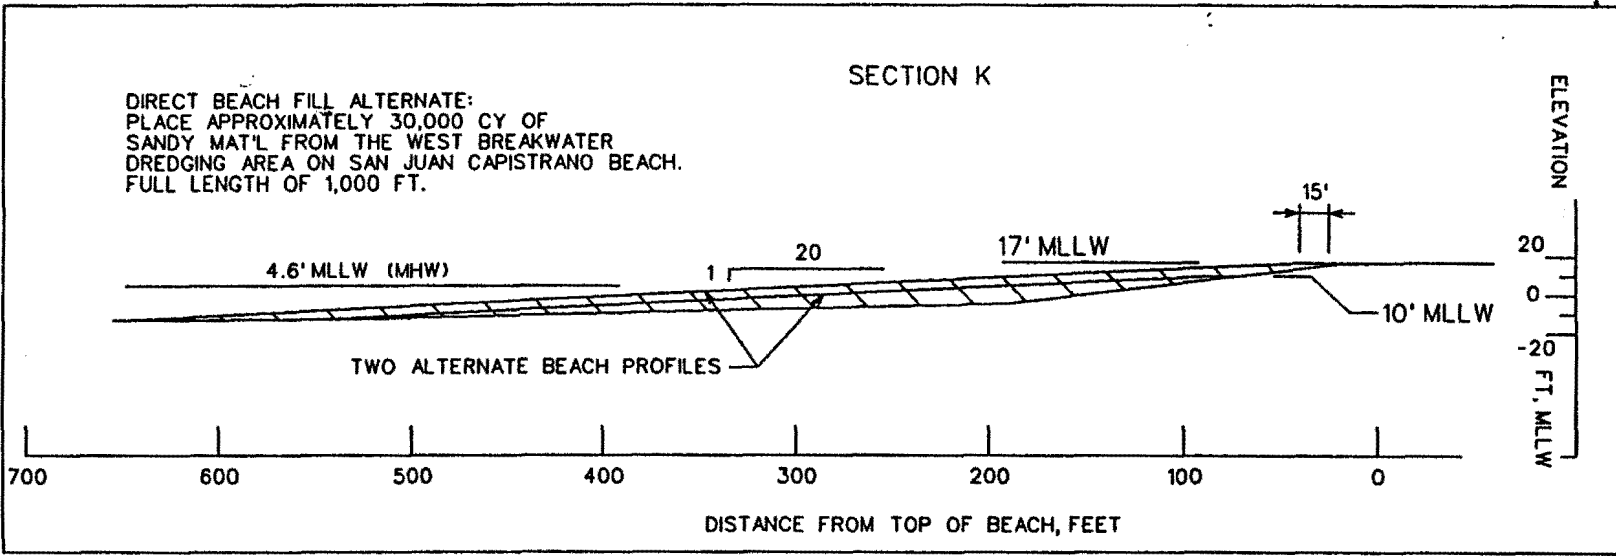 SECTION K
DIRECT BEACH FILL ALTERNATE:
PLACE APPROXIMATELY 30,000 CY OF
SANDY MAT'L FROM THE WEST BREAKWATER
DREDGING AREA ON SAN JUAN CAPISTRANO BEACH.
FULL LENGTH OF 1,000 FT.
ELEVATION
15'
20
17' MLLW
20
4.6' MLLW (MHW)
1
0
10' MLLW
-20
TWO ALTERNATE BEACH PROFILES
FT, MLLW
700 600 500 400 300 200 100 0
DISTANCE FROM TOP OF BEACH, FEET